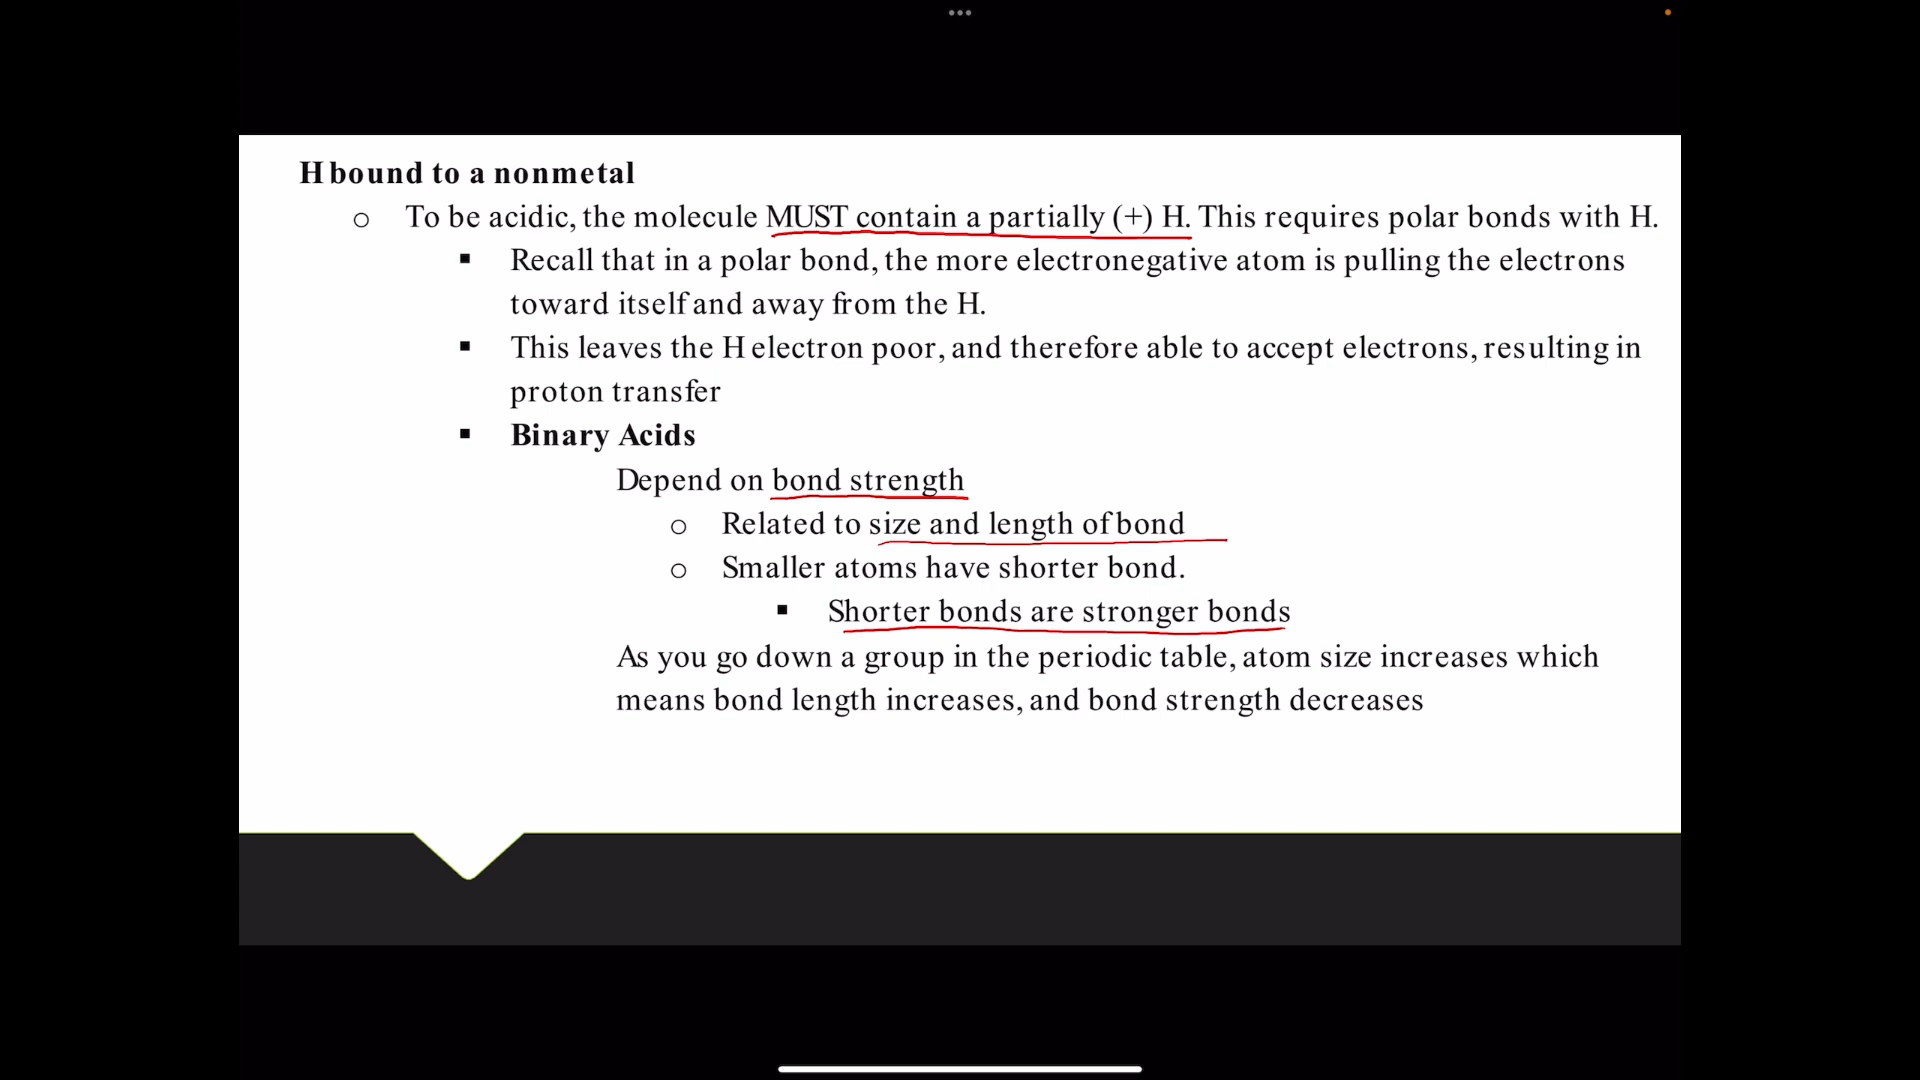 H bound to a nonmetal
o To be acidic, the molecule MUST contain a partially (+) H. This requires polar bonds with H.
▪ Recall that in a polar bond, the more electronegative atom is pulling the electrons
toward itself and away from the H.
▪ This leaves the H electron poor, and therefore able to accept electrons, resulting in
proton transfer
▪ Binary Acids
Depend on bond strength
o Related to size and length of bond
o Smaller atoms have shorter bond.
▪ Shorter bonds are stronger bonds
As you go down a group in the periodic table, atom size increases which
means bond length increases, and bond strength decreases